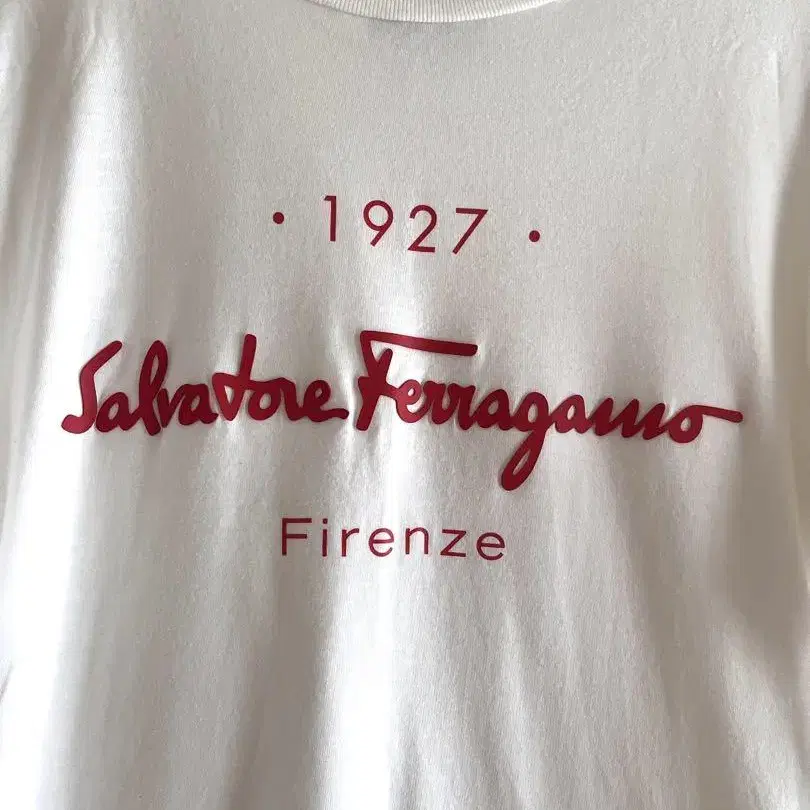 · 1927 ·
Salvatore Ferragamo
Firenze